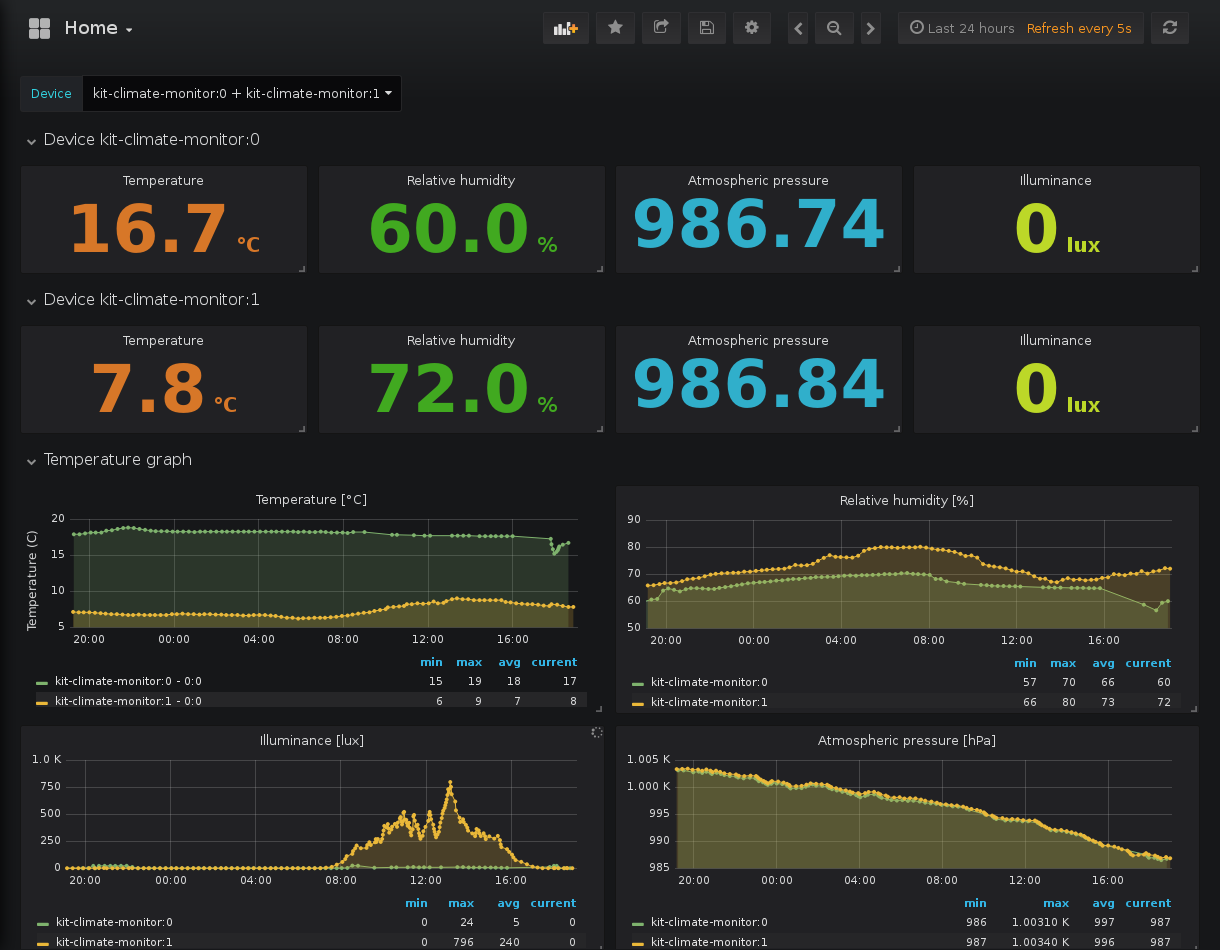 Home
Last 24 hours Refresh every 5s
Device kit-climate-monitor:0 + kit-climate-monitor:1
Device kit-climate-monitor:0
Temperature Relative humidity Atmospheric pressure Illuminance
16.7 °C 60.0 % 986.74 0 lux
Device kit-climate-monitor:1
Temperature Relative humidity Atmospheric pressure Illuminance
7.8 °C 72.0 % 986.84 0 lux
Temperature graph
Temperature [°C]
Temperature (C)
20
15
10
5
20:00 00:00 04:00 08:00 12:00 16:00
min max avg current
kit-climate-monitor:0 - 0:0 15 19 18 17
kit-climate-monitor:1 - 0:0 6 9 7 8
Relative humidity [%]
90
80
70
60
50
20:00 00:00 04:00 08:00 12:00 16:00
min max avg current
kit-climate-monitor:0 57 70 66 60
kit-climate-monitor:1 66 80 73 72
Illuminance [lux]
1.0 K
750
500
250
0
20:00 00:00 04:00 08:00 12:00 16:00
min max avg current
kit-climate-monitor:0 0 24 5 0
kit-climate-monitor:1 0 796 240 0
Atmospheric pressure [hPa]
1.005 K
1.000 K
995
990
985
20:00 00:00 04:00 08:00 12:00 16:00
min max avg current
kit-climate-monitor:0 986 1.00310 K 997 987
kit-climate-monitor:1 987 1.00340 K 996 987